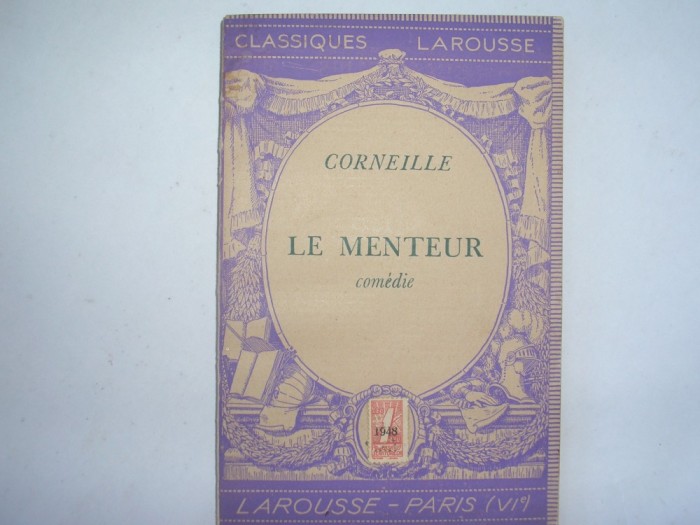 CLASSIQUES LAROUSSE
CORNEILLE
LE MENTEUR
comédie
1948
LAROUSSE - PARIS (VIe)